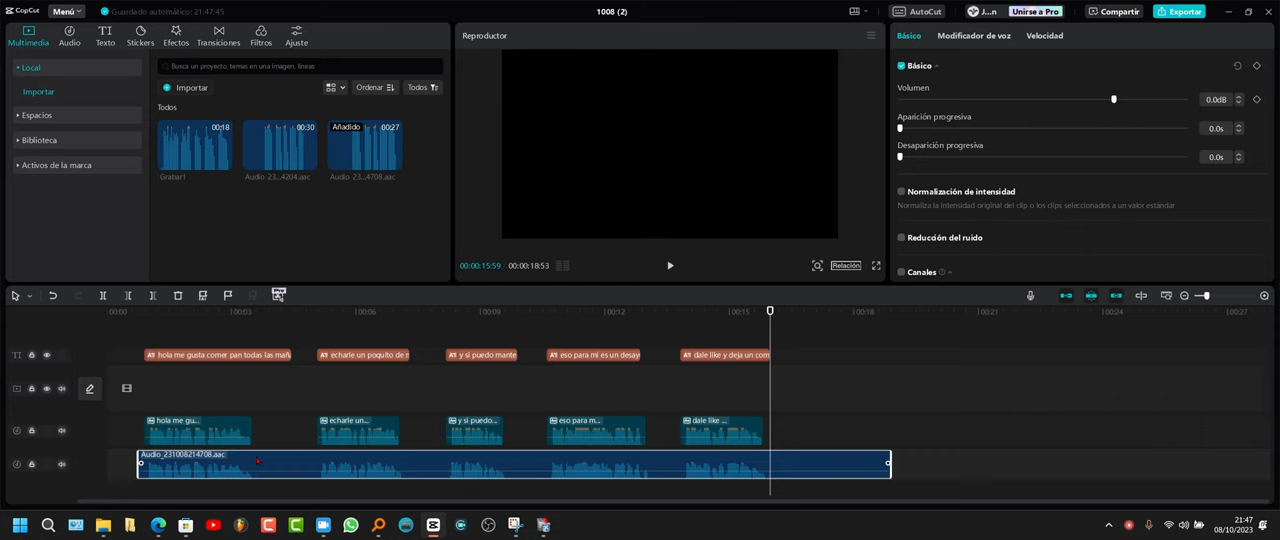 CapCut
Menú
Guardado automático: 21:47:45
1008 (2)
AutoCut
J...n
Unirse a Pro
Compartir
Exportar
Multimedia
Audio
Texto
Stickers
Efectos
Transiciones
Filtros
Ajuste
Local
Importar
Espacios
Biblioteca
Activos de la marca
Busca un proyecto, temas en una imagen, líneas
Importar
Ordenar
Todos
Todos
00:18
00:30
Añadido
00:27
Grabar1
Audio_23...4204.aac
Audio_23...4708.aac
Reproductor
00:00:15:59
00:00:18:53
Relación
Básico
Modificador de voz
Velocidad
Básico
Volumen
0.0dB
Aparición progresiva
0.0s
Desaparición progresiva
0.0s
Normalización de intensidad
Normaliza la intensidad original del clip o los clips seleccionados a un valor estándar
Reducción del ruido
Canales
00:00
00:03
00:06
00:09
00:12
00:15
00:18
00:21
00:24
00:27
hola me gusta comer pan todas las mañ
echarle un poquito de
y si puedo mante
eso para mí es un desay
dale like y deja un com
hola me gu...
echarle un...
y si puedo...
eso para m...
dale like ...
Audio_231008214708.aac
21:47
08/10/2023